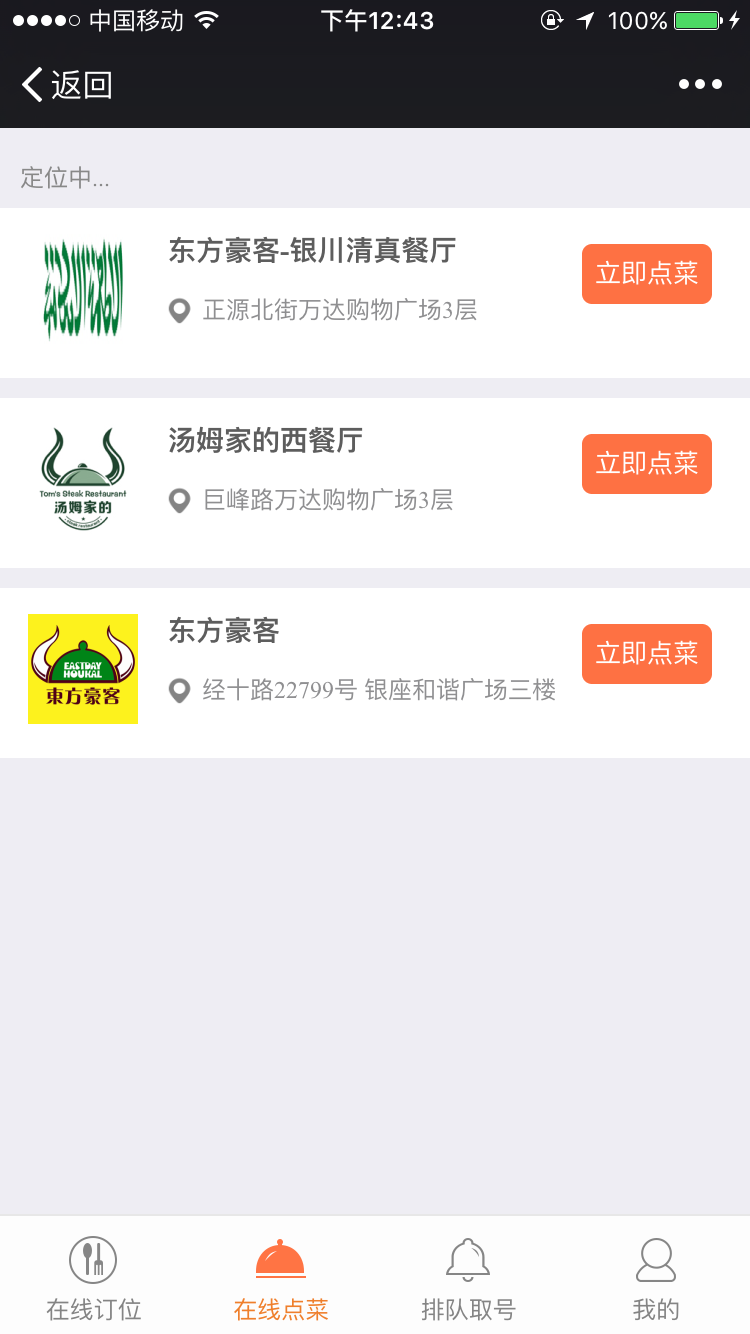 中国移动 下午12:43 100%
返回
定位中...
东方豪客-银川清真餐厅
正源北街万达购物广场3层
立即点菜
汤姆家的西餐厅
巨峰路万达购物广场3层
立即点菜
Tom's Steak Restaurant
汤姆家的
东方豪客
经十路22799号 银座和谐广场三楼
立即点菜
EASTDAY
HOUKAL
東方豪客
在线订位
在线点菜
排队取号
我的